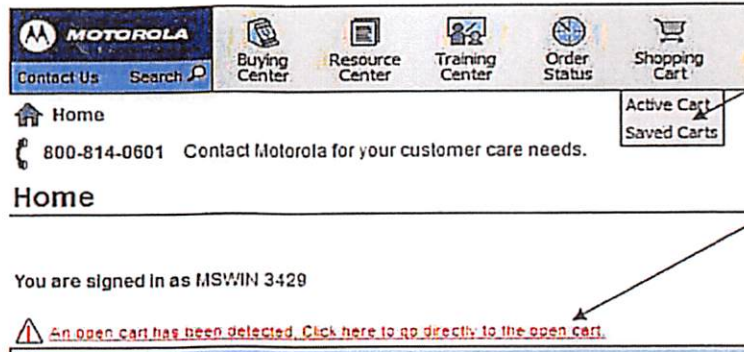 MOTOROLA
Contact Us Search
Buying Center
Resource Center
Training Center
Order Status
Shopping Cart
Active Cart
Saved Carts
Home
800-814-0601 Contact Motorola for your customer care needs.
Home
You are signed in as MSWIN 3429
An open cart has been detected. Click here to go directly to the open cart.